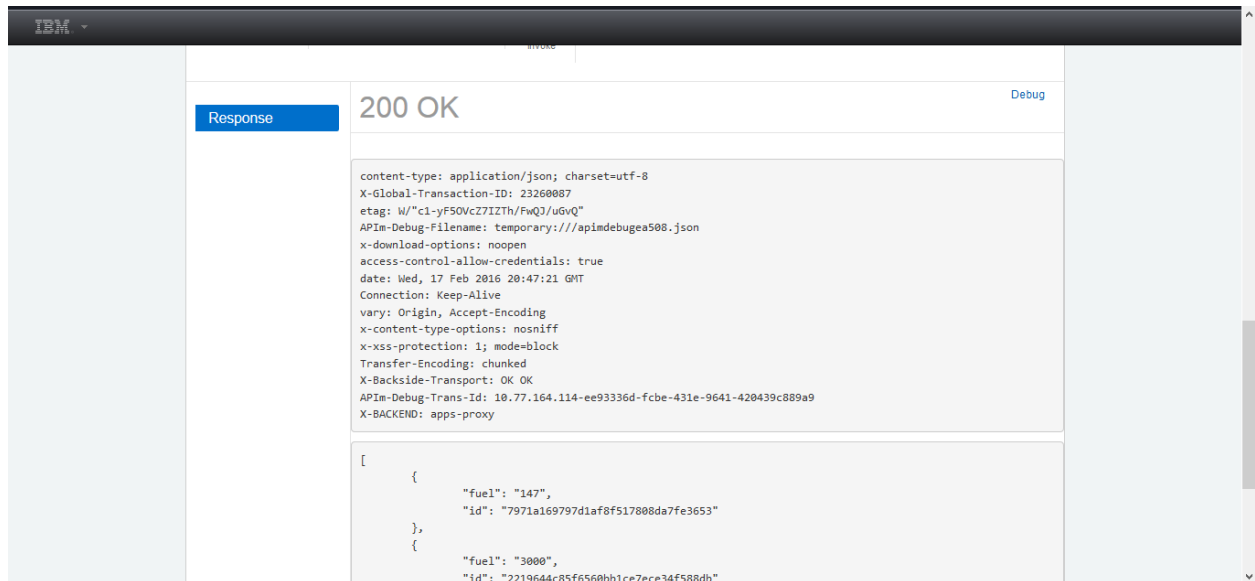 IBM
invoke
Response
200 OK
Debug
content-type: application/json; charset=utf-8
X-Global-Transaction-ID: 23260087
etag: W/"c1-yF5OVcZ7IZTh/FwQJ/uGvQ"
APIm-Debug-Filename: temporary:///apimdebugea508.json
x-download-options: noopen
access-control-allow-credentials: true
date: Wed, 17 Feb 2016 20:47:21 GMT
Connection: Keep-Alive
vary: Origin, Accept-Encoding
x-content-type-options: nosniff
x-xss-protection: 1; mode=block
Transfer-Encoding: chunked
X-Backside-Transport: OK OK
APIm-Debug-Trans-Id: 10.77.164.114-ee93336d-fcbe-431e-9641-420439c889a9
X-BACKEND: apps-proxy
[
{
"fuel": "147",
"id": "7971a169797d1af8f517808da7fe3653"
},
{
"fuel": "3000",
"id": "2219644c85f6560bb1ce7ece34f588db"